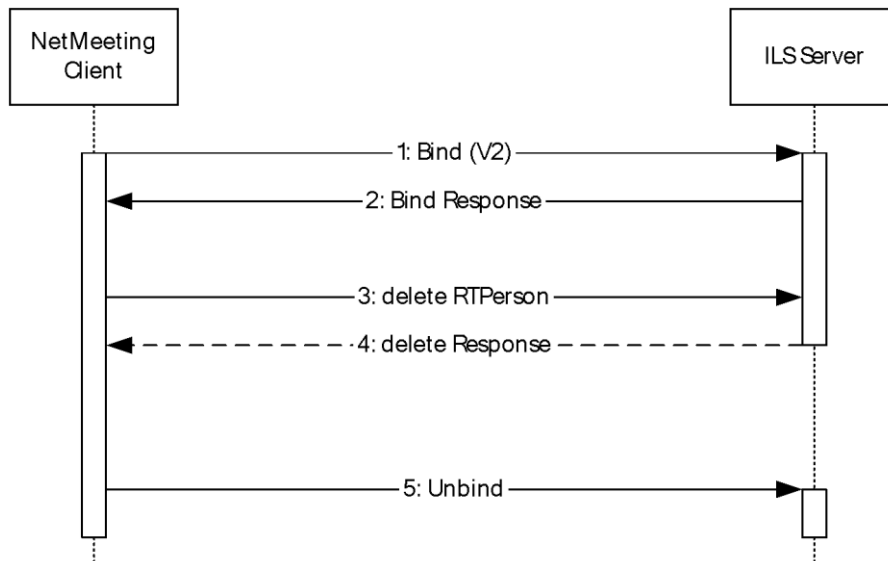 NetMeeting
Client
ILS Server
1: Bind (V2)
2: Bind Response
3: delete RTPerson
4: delete Response
5: Unbind